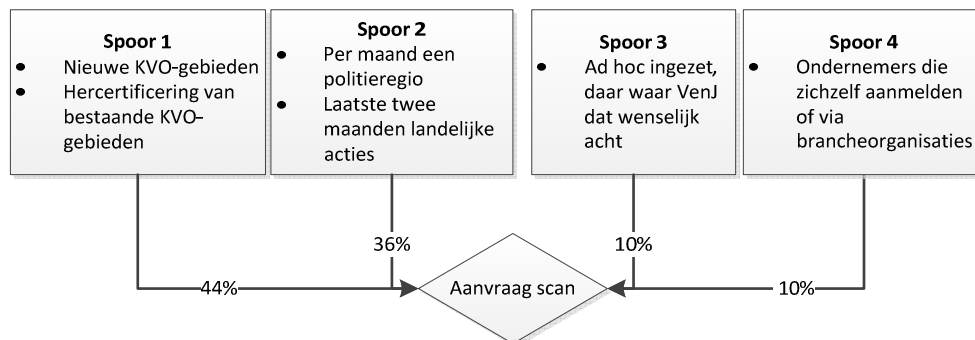 Spoor 1
• Nieuwe KVO-gebieden
• Hercertificering van
bestaande KVO-
gebieden
Spoor 2
• Per maand een
politieregio
• Laatste twee
maanden landelijke
acties
Spoor 3
• Ad hoc ingezet,
daar waar VenJ
dat wenselijk
acht
Spoor 4
• Ondernemers die
zichzelf aanmelden
of via
brancheorganisaties
36%
10%
44%
Aanvraag scan
10%